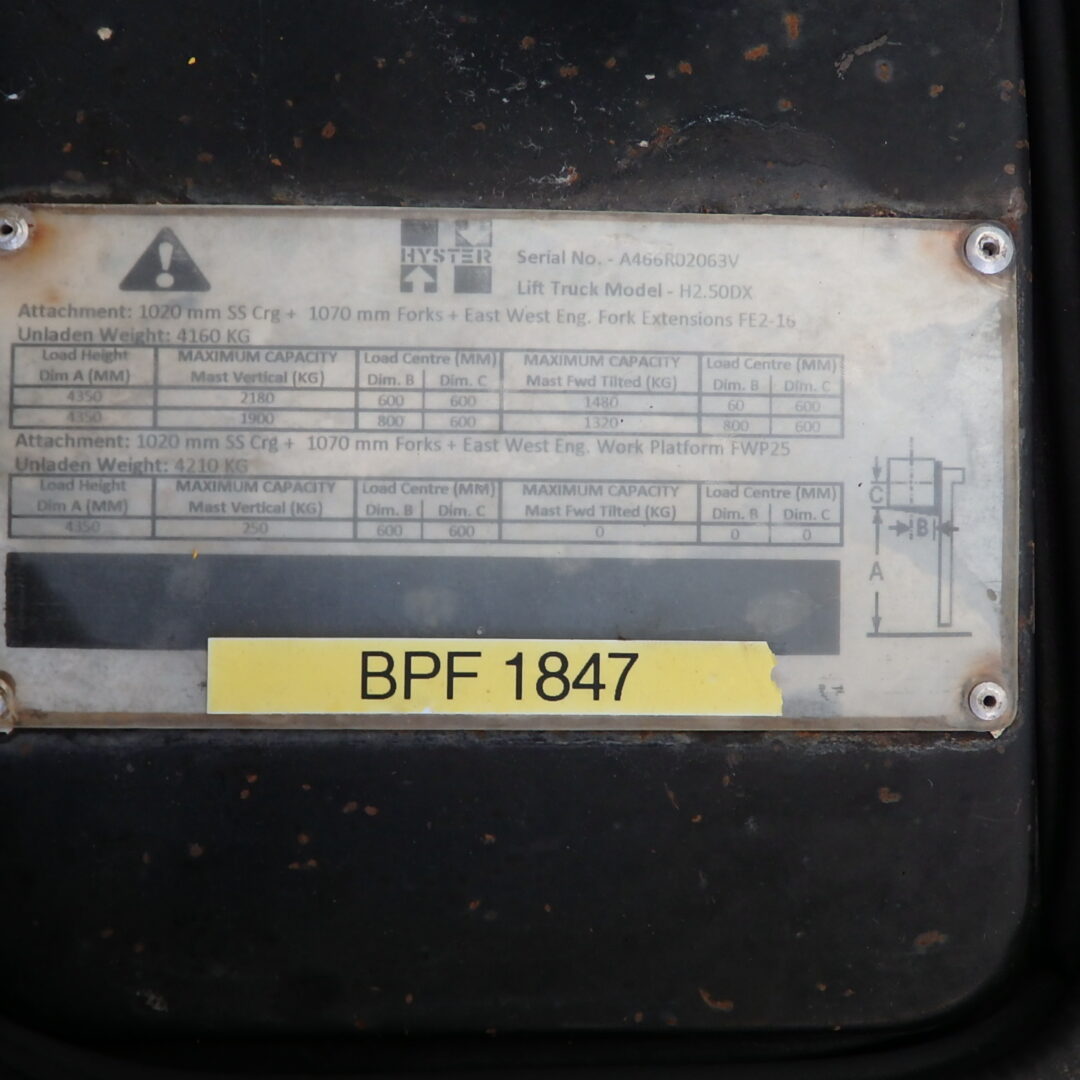 HYSTER
Serial No. - A466R02063V
Lift Truck Model - H2.50DX
Attachment: 1020 mm SS Crg + 1070 mm Forks + East West Eng. Fork Extensions FE2-16
Unladen Weight: 4160 KG
Load Height MAXIMUM CAPACITY Load Centre (MM) MAXIMUM CAPACITY Load Centre (MM)
Dim A (MM) Mast Vertical (KG) Dim. B Dim. C Mast Fwd Tilted (KG) Dim. B Dim. C
4350 2180 600 600 1480 60 600
4350 1900 800 600 1320 800 600
Attachment: 1020 mm SS Crg + 1070 mm Forks + East West Eng. Work Platform FWP25
Unladen Weight: 4210 KG
Load Height MAXIMUM CAPACITY Load Centre (MM) MAXIMUM CAPACITY Load Centre (MM)
Dim A (MM) Mast Vertical (KG) Dim. B Dim. C Mast Fwd Tilted (KG) Dim. B Dim. C
4350 250 600 600 0 0 0
C
B
A
BPF 1847